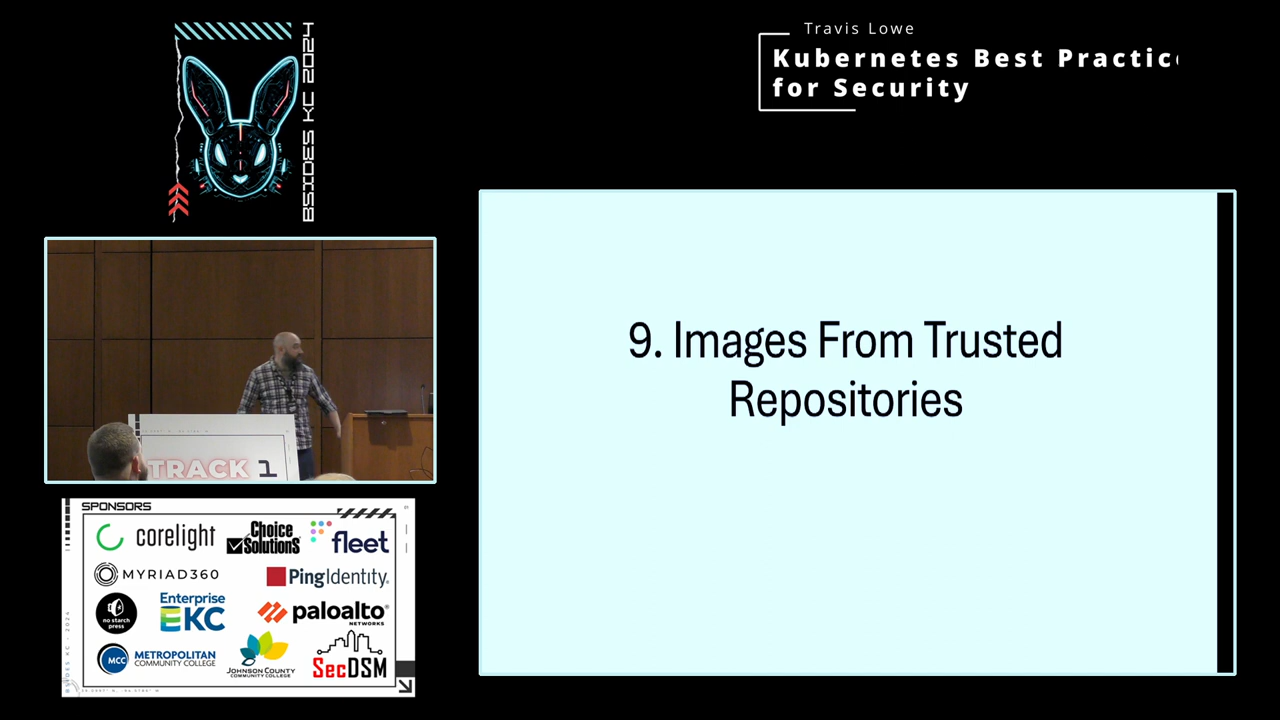 BSIDES KC 2024
Travis Lowe
Kubernetes Best Practic
for Security
9. Images From Trusted
Repositories
TRACK 1
SPONSORS
corelight
Choice
Solutions
fleet
MYRIAD360
PingIdentity
no starch
press
Enterprise
KC
paloalto
NETWORKS
MCC
METROPOLITAN
COMMUNITY COLLEGE
JOHNSON COUNTY
COMMUNITY COLLEGE
SecDSM